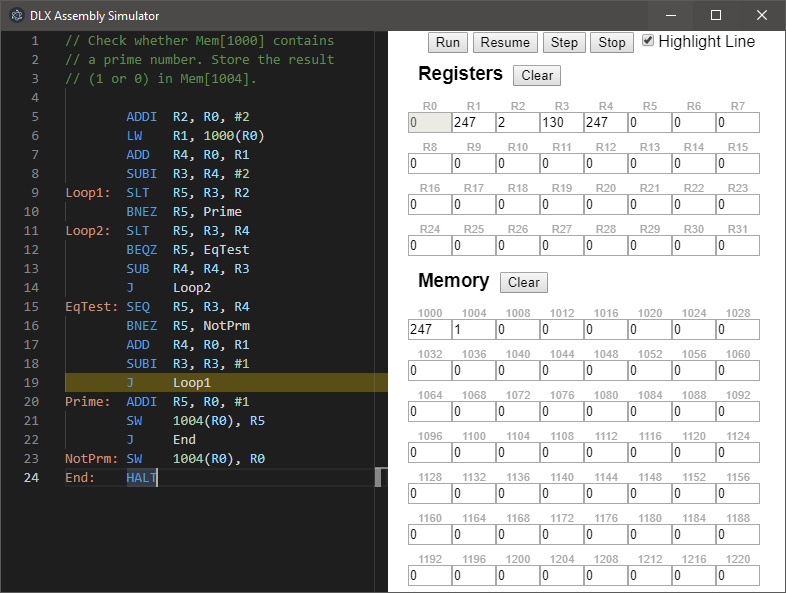 DLX Assembly Simulator
1 // Check whether Mem[1000] contains
2 // a prime number. Store the result
3 // (1 or 0) in Mem[1004].
4
5 ADDI R2, R0, #2
6 LW R1, 1000(R0)
7 ADD R4, R0, R1
8 SUBI R3, R4, #2
9 Loop1: SLT R5, R3, R2
10 BNEZ R5, Prime
11 Loop2: SLT R5, R3, R4
12 BEQZ R5, EqTest
13 SUB R4, R4, R3
14 J Loop2
15 EqTest: SEQ R5, R3, R4
16 BNEZ R5, NotPrm
17 ADD R4, R0, R1
18 SUBI R3, R3, #1
19 J Loop1
20 Prime: ADDI R5, R0, #1
21 SW 1004(R0), R5
22 J End
23 NotPrm: SW 1004(R0), R0
24 End: HALT
Run Resume Step Stop Highlight Line
Registers Clear
R0 R1 R2 R3 R4 R5 R6 R7
0 247 2 130 247 0 0 0
R8 R9 R10 R11 R12 R13 R14 R15
0 0 0 0 0 0 0 0
R16 R17 R18 R19 R20 R21 R22 R23
0 0 0 0 0 0 0 0
R24 R25 R26 R27 R28 R29 R30 R31
0 0 0 0 0 0 0 0
Memory Clear
1000 1004 1008 1012 1016 1020 1024 1028
247 1 0 0 0 0 0 0
1032 1036 1040 1044 1048 1052 1056 1060
0 0 0 0 0 0 0 0
1064 1068 1072 1076 1080 1084 1088 1092
0 0 0 0 0 0 0 0
1096 1100 1104 1108 1112 1116 1120 1124
0 0 0 0 0 0 0 0
1128 1132 1136 1140 1144 1148 1152 1156
0 0 0 0 0 0 0 0
1160 1164 1168 1172 1176 1180 1184 1188
0 0 0 0 0 0 0 0
1192 1196 1200 1204 1208 1212 1216 1220
0 0 0 0 0 0 0 0